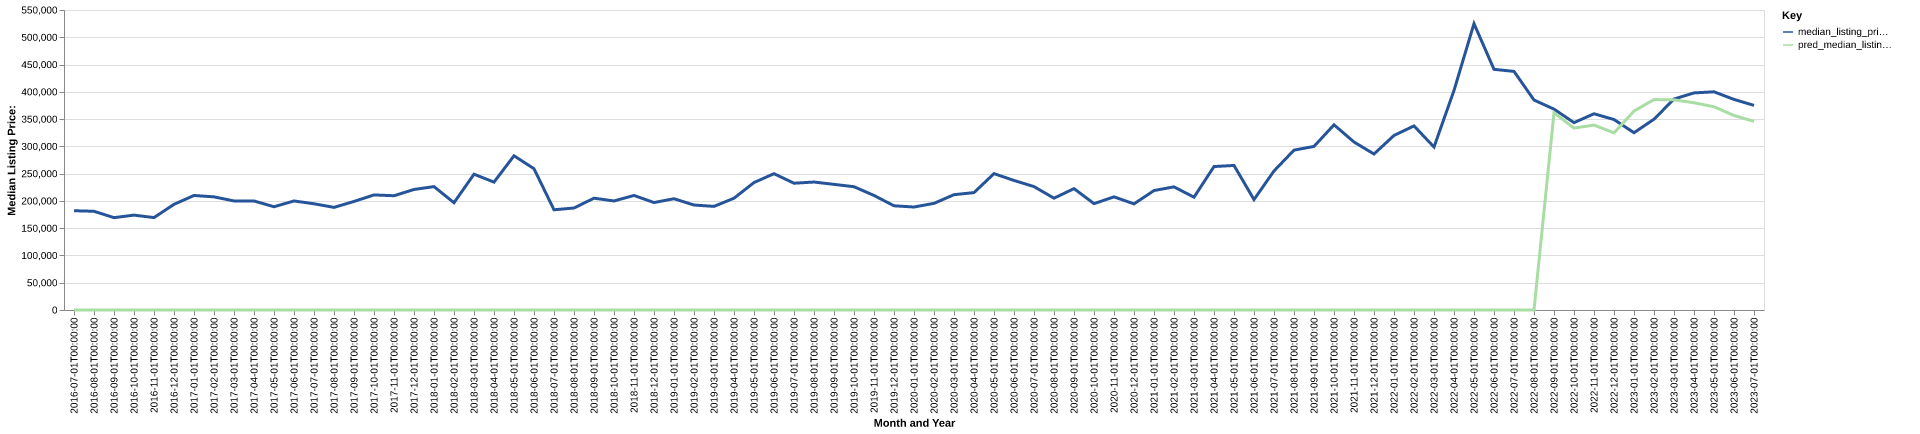 550,000
500,000
450,000
400,000
350,000
300,000
250,000
200,000
150,000
100,000
50,000
0
Median Listing Price:
2016-07-01T00:00:00
2016-08-01T00:00:00
2016-09-01T00:00:00
2016-10-01T00:00:00
2016-11-01T00:00:00
2016-12-01T00:00:00
2017-01-01T00:00:00
2017-02-01T00:00:00
2017-03-01T00:00:00
2017-04-01T00:00:00
2017-05-01T00:00:00
2017-06-01T00:00:00
2017-07-01T00:00:00
2017-08-01T00:00:00
2017-09-01T00:00:00
2017-10-01T00:00:00
2017-11-01T00:00:00
2017-12-01T00:00:00
2018-01-01T00:00:00
2018-02-01T00:00:00
2018-03-01T00:00:00
2018-04-01T00:00:00
2018-05-01T00:00:00
2018-06-01T00:00:00
2018-07-01T00:00:00
2018-08-01T00:00:00
2018-09-01T00:00:00
2018-10-01T00:00:00
2018-11-01T00:00:00
2018-12-01T00:00:00
2019-01-01T00:00:00
2019-02-01T00:00:00
2019-03-01T00:00:00
2019-04-01T00:00:00
2019-05-01T00:00:00
2019-06-01T00:00:00
2019-07-01T00:00:00
2019-08-01T00:00:00
2019-09-01T00:00:00
2019-10-01T00:00:00
2019-11-01T00:00:00
2019-12-01T00:00:00
2020-01-01T00:00:00
2020-02-01T00:00:00
2020-03-01T00:00:00
2020-04-01T00:00:00
2020-05-01T00:00:00
2020-06-01T00:00:00
2020-07-01T00:00:00
2020-08-01T00:00:00
2020-09-01T00:00:00
2020-10-01T00:00:00
2020-11-01T00:00:00
2020-12-01T00:00:00
2021-01-01T00:00:00
2021-02-01T00:00:00
2021-03-01T00:00:00
2021-04-01T00:00:00
2021-05-01T00:00:00
2021-06-01T00:00:00
2021-07-01T00:00:00
2021-08-01T00:00:00
2021-09-01T00:00:00
2021-10-01T00:00:00
2021-11-01T00:00:00
2021-12-01T00:00:00
2022-01-01T00:00:00
2022-02-01T00:00:00
2022-03-01T00:00:00
2022-04-01T00:00:00
2022-05-01T00:00:00
2022-06-01T00:00:00
2022-07-01T00:00:00
2022-08-01T00:00:00
2022-09-01T00:00:00
2022-10-01T00:00:00
2022-11-01T00:00:00
2022-12-01T00:00:00
2023-01-01T00:00:00
2023-02-01T00:00:00
2023-03-01T00:00:00
2023-04-01T00:00:00
2023-05-01T00:00:00
2023-06-01T00:00:00
2023-07-01T00:00:00
Month and Year
Key
median_listing_pri…
pred_median_listin…